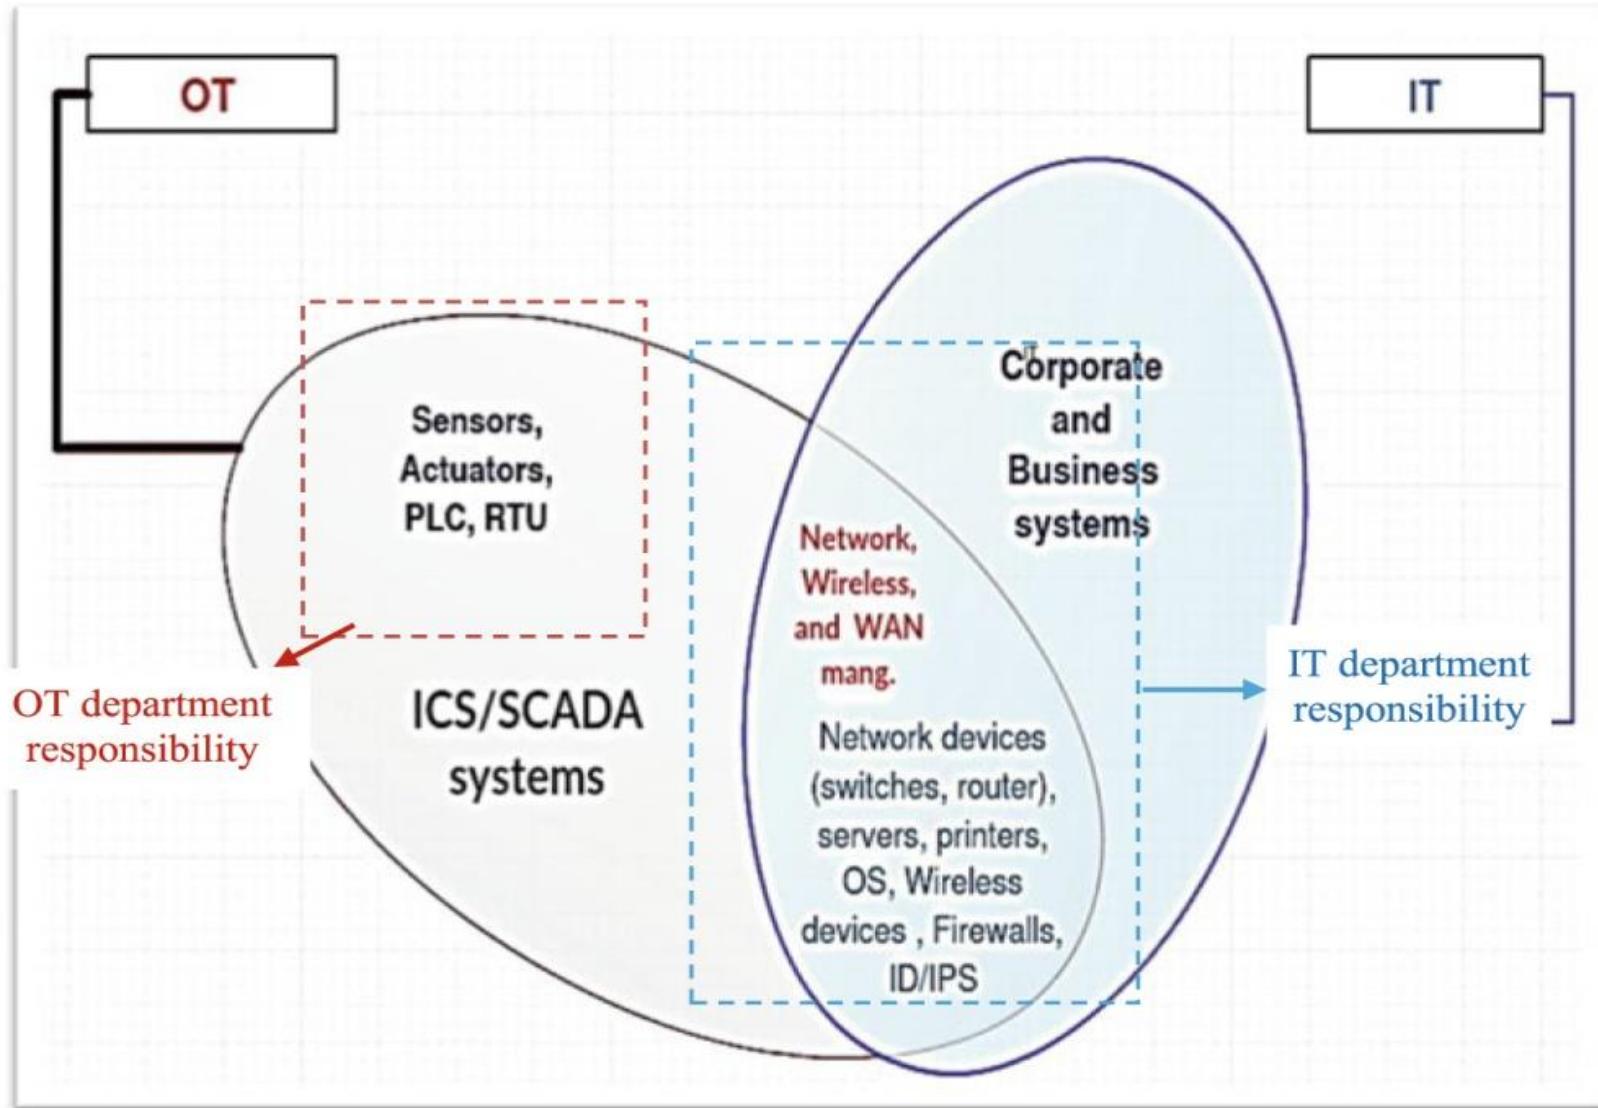 OT
IT
Sensors,
Actuators,
PLC, RTU
OT department
responsibility
ICS/SCADA
systems
Network,
Wireless,
and WAN
mang.
Network devices
(switches, router),
servers, printers,
OS, Wireless
devices , Firewalls,
ID/IPS
IT
Corporate
and
Business
systems
IT department
responsibility